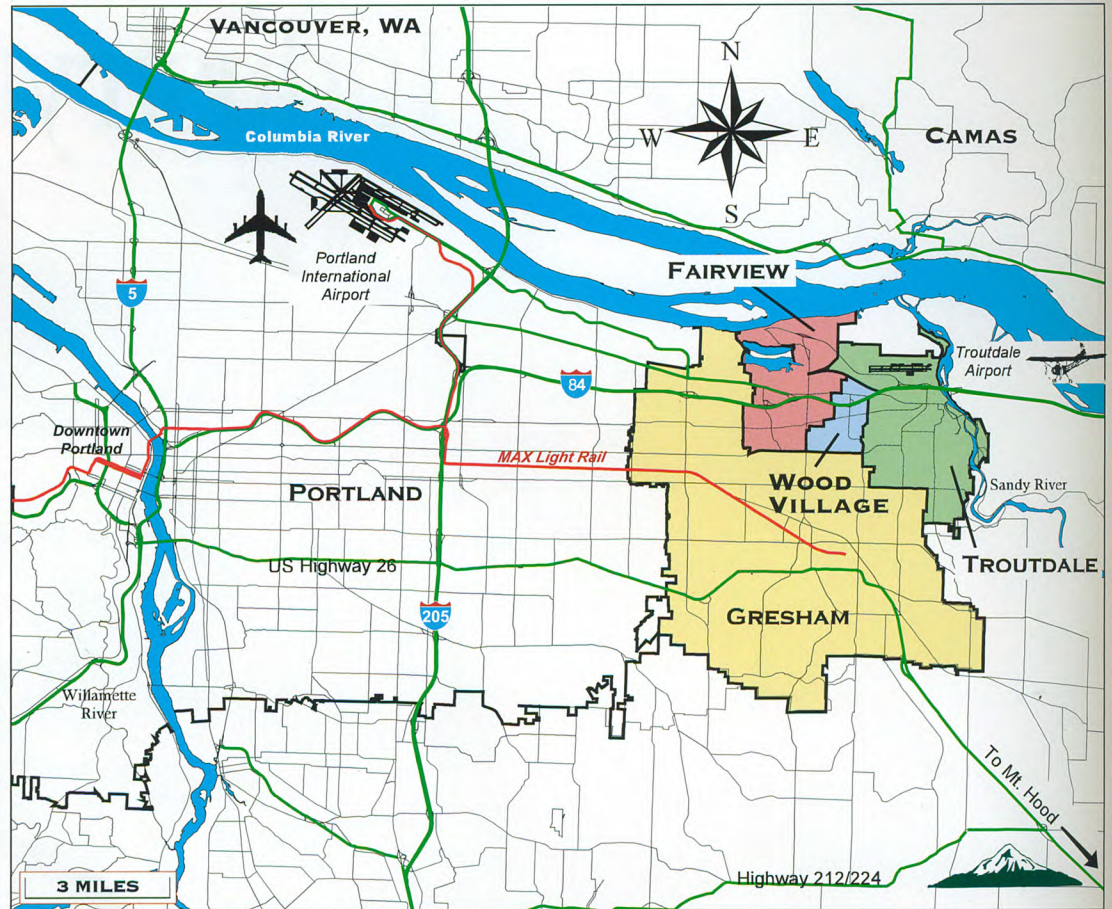 VANCOUVER, WA
N
W
E
S
CAMAS
Columbia River
Portland
International
Airport
FAIRVIEW
5
Troutdale
Airport
84
Downtown
Portland
MAX Light Rail
PORTLAND
WOOD
VILLAGE
Sandy River
TROUTDALE
US Highway 26
205
GRESHAM
Willamette
River
To Mt. Hood
3 MILES
Highway 212/224